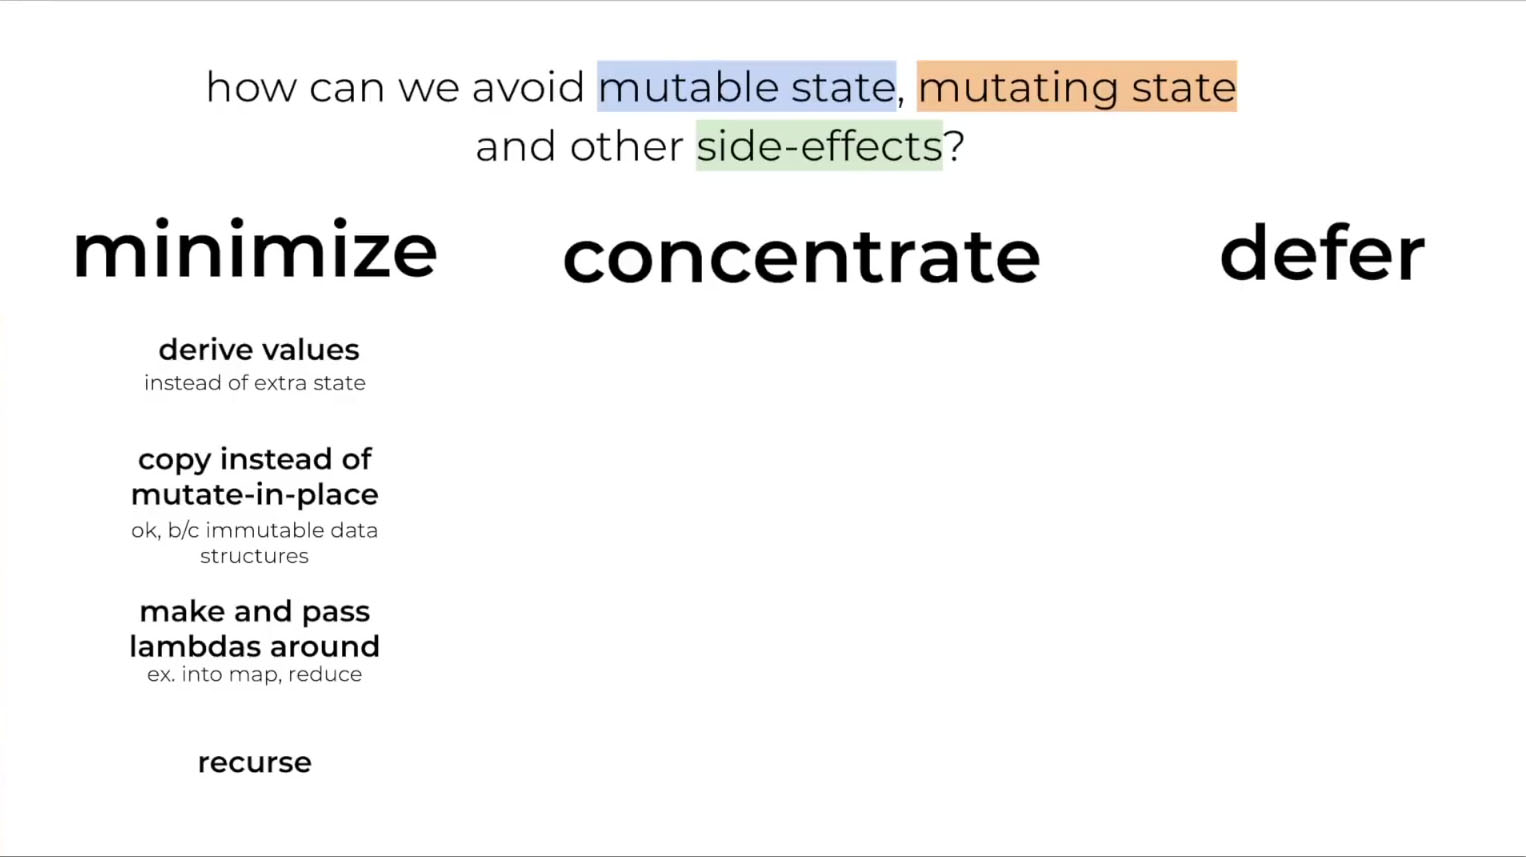 how can we avoid mutable state, mutating state
and other side-effects?
minimize
concentrate
defer
derive values
instead of extra state
copy instead of
mutate-in-place
ok, b/c immutable data
structures
make and pass
lambdas around
ex. into map, reduce
recurse